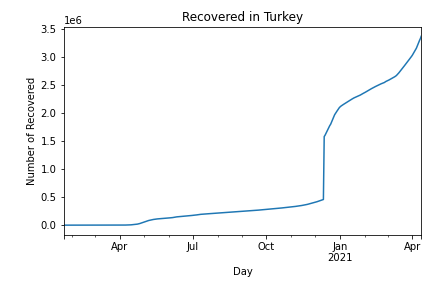 Recovered in Turkey
1e6
3.5
3.0
2.5
2.0
1.5
1.0
0.5
0.0
Number of Recovered
Apr
Jul
Oct
Jan
2021
Apr
Day